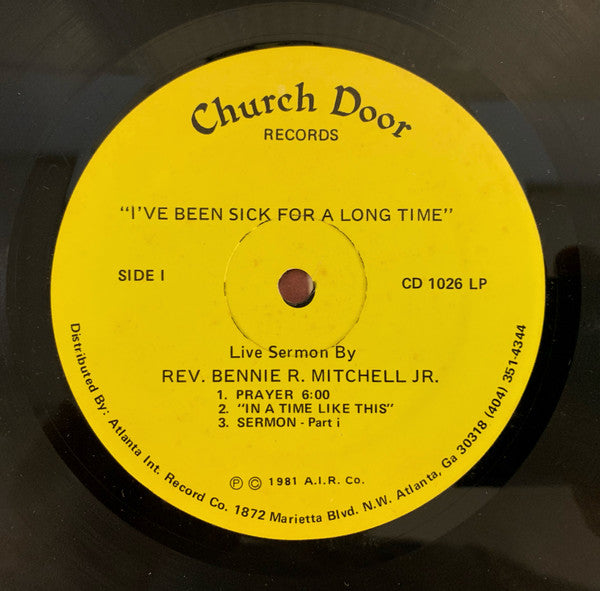 Church Door
RECORDS
"I'VE BEEN SICK FOR A LONG TIME"
SIDE I
CD 1026 LP
Live Sermon By
REV. BENNIE R. MITCHELL JR.
1. PRAYER 6:00
2. "IN A TIME LIKE THIS"
3. SERMON - Part i
Ⓟ © 1981 A.I.R. Co.
Distributed By: Atlanta Int. Record Co. 1872 Marietta Blvd. N.W. Atlanta, Ga 30318 (404) 351-4344